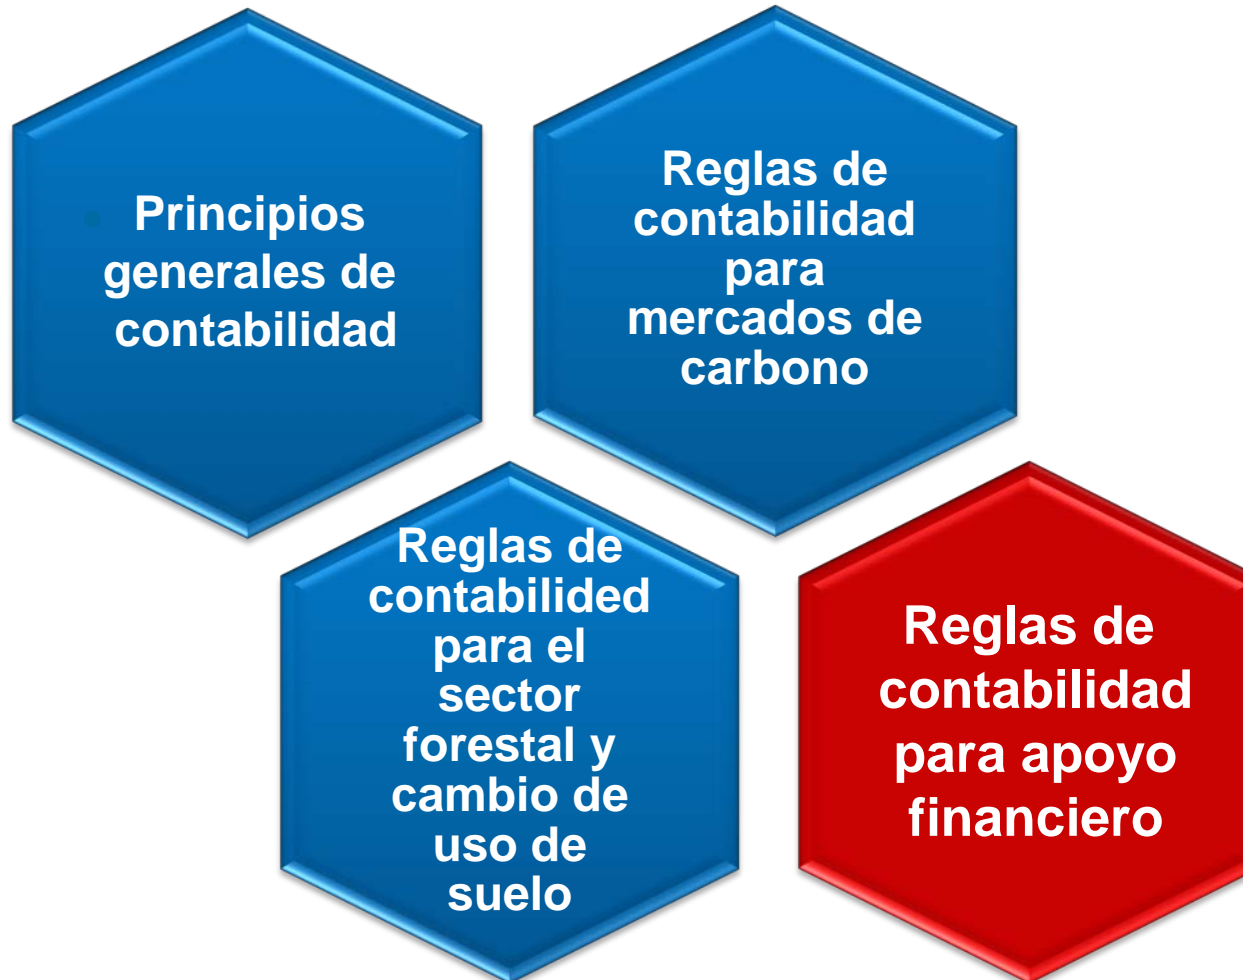 Principios
generales de
contabilidad
Reglas de
contabilidad
para
mercados de
carbono
Reglas de
contabilided
para el
sector
forestal y
cambio de
uso de
suelo
Reglas de
contabilidad
para apoyo
financiero